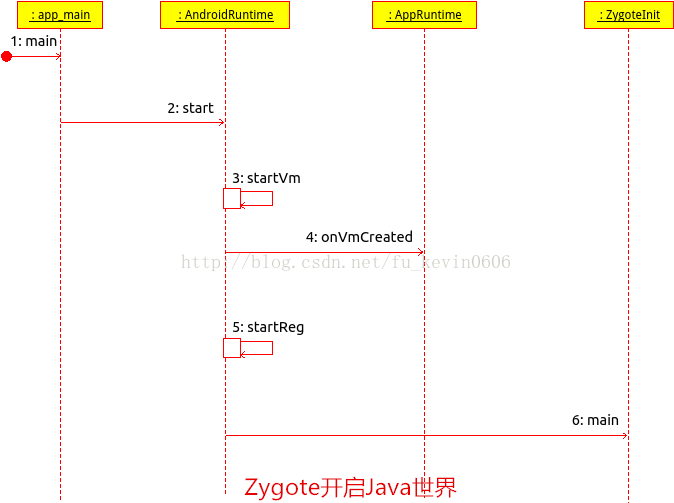 : app_main
: AndroidRuntime
: AppRuntime
: ZygoteInit
1: main
2: start
3: startVm
4: onVmCreated
http://blog.csdn.net/fu_kevin0606
5: startReg
6: main
Zygote开启Java世界